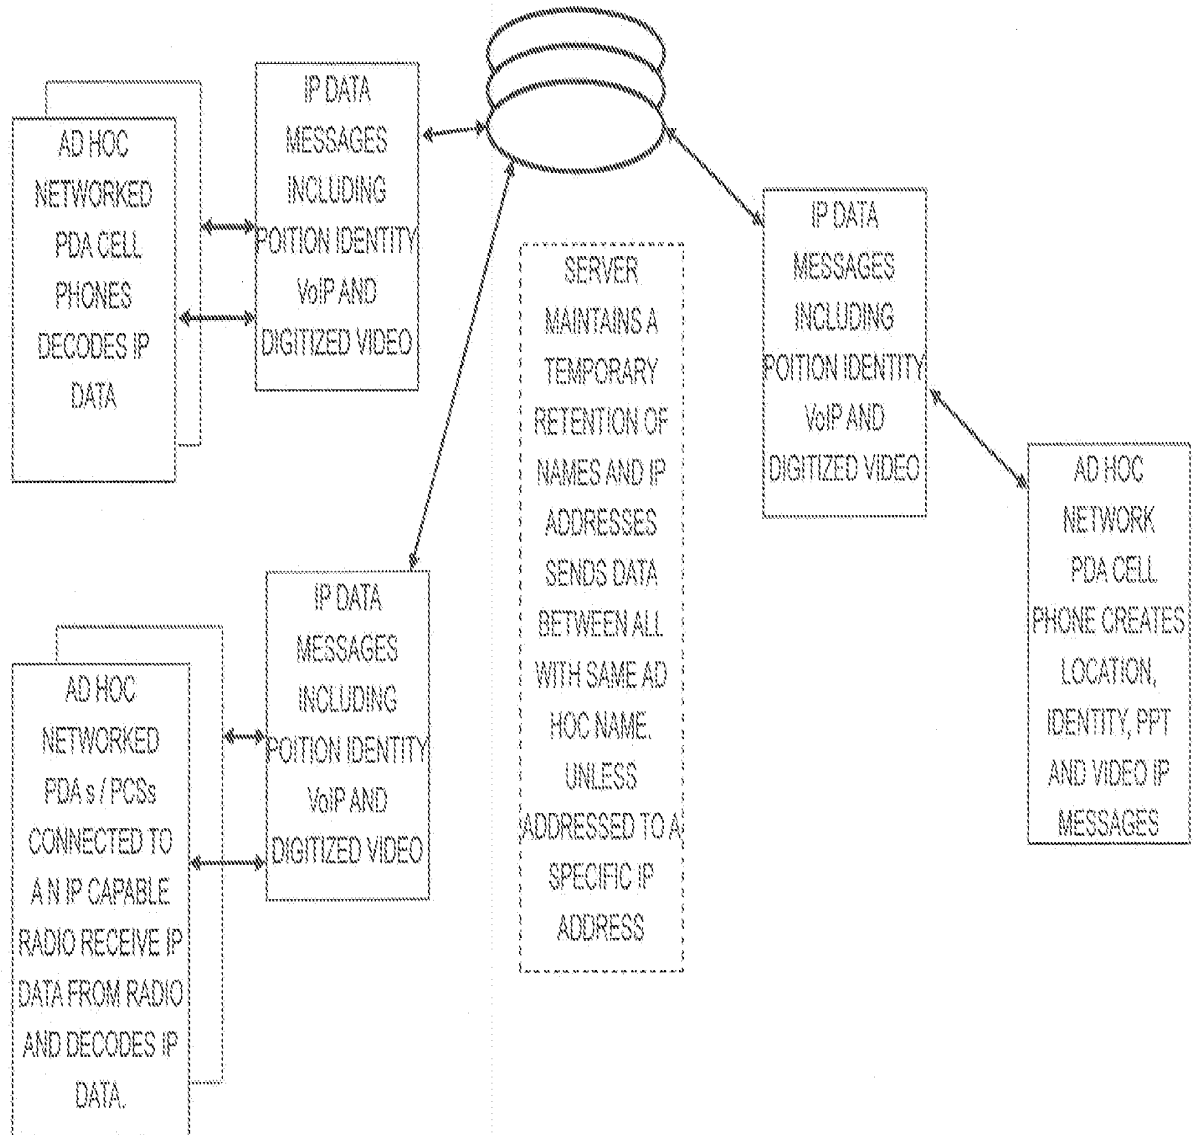 AD HOC
NETWORKED
PDA CELL
PHONES
DECODES IP
DATA
IP DATA
MESSAGES
INCLUDING
POITION IDENTITY
VoIP AND
DIGITIZED VIDEO
SERVER
MAINTAINS A
TEMPORARY
RETENTION OF
NAMES AND IP
ADDRESSES
SENDS DATA
BETWEEN ALL
WITH SAME AD
HOC NAME.
UNLESS
ADDRESSED TO A
SPECIFIC IP
ADDRESS
IP DATA
MESSAGES
INCLUDING
POITION IDENTITY
VoIP AND
DIGITIZED VIDEO
AD HOC
NETWORK
PDA CELL
PHONE CREATES
LOCATION,
IDENTITY, PPT
AND VIDEO IP
MESSAGES
AD HOC
NETWORKED
PDA s / PCSs
CONNECTED TO
A N IP CAPABLE
RADIO RECEIVE IP
DATA FROM RADIO
AND DECODES IP
DATA.
IP DATA
MESSAGES
INCLUDING
POITION IDENTITY
VoIP AND
DIGITIZED VIDEO